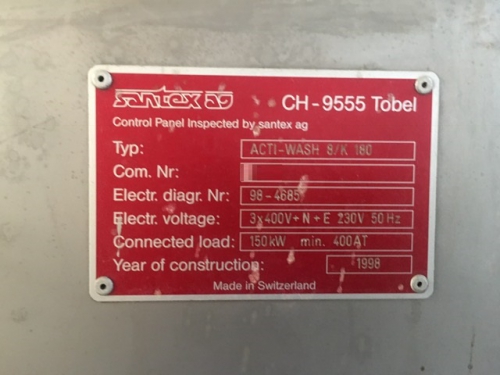 santex ag CH-9555 Tobel
Control Panel Inspected by santex ag
Typ: ACTI-WASH 8/K 180
Com. Nr:
Electr. diagr. Nr: 98-4685
Electr. voltage: 3x400V+N+E 230V 50Hz
Connected load: 150kW min. 400AT
Year of construction: 1998
Made in Switzerland